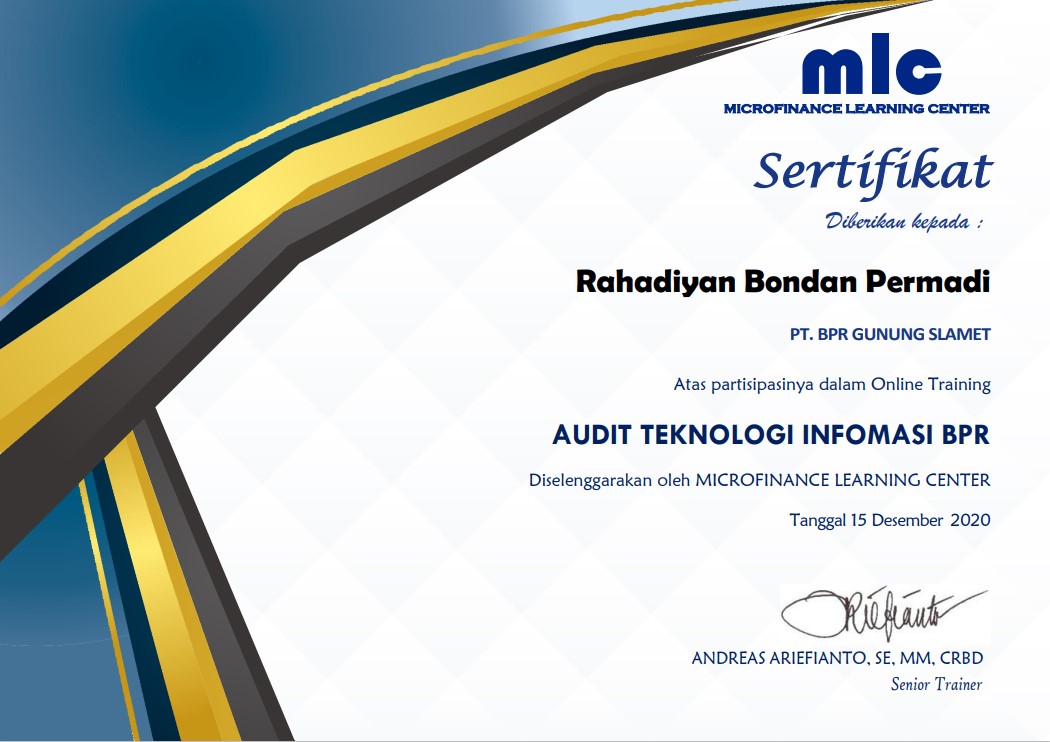 mlc
MICROFINANCE LEARNING CENTER
Sertifikat
Diberikan kepada :
Rahadiyan Bondan Permadi
PT. BPR GUNUNG SLAMET
Atas partisipasinya dalam Online Training
AUDIT TEKNOLOGI INFOMASI BPR
Diselenggarakan oleh MICROFINANCE LEARNING CENTER
Tanggal 15 Desember 2020
Ariefianto
ANDREAS ARIEFIANTO, SE, MM, CRBD
Senior Trainer